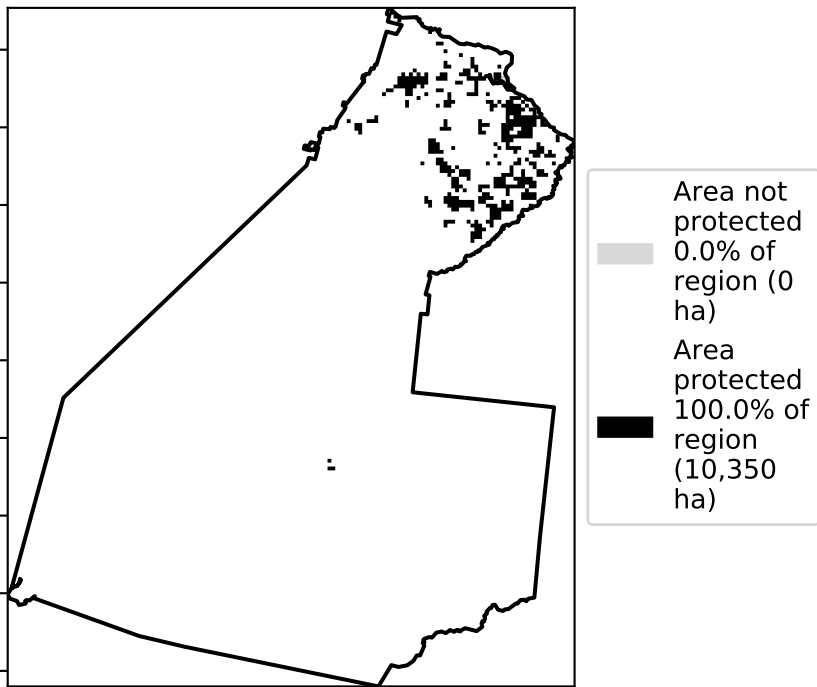 Area not
protected
0.0% of
region (0
ha)
Area
protected
100.0% of
region
(10,350
ha)